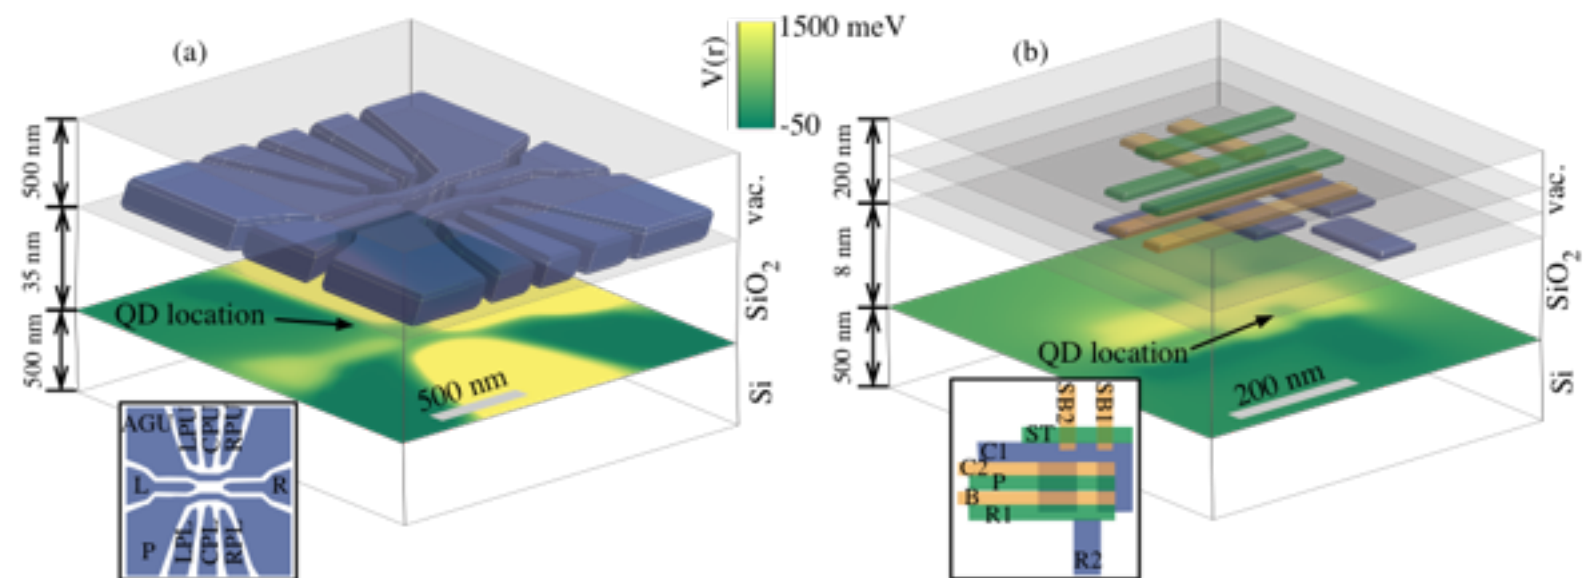 (a)
1500 meV
V(r)
-50
(b)
500 nm
35 nm
500 nm
vac.
SiO2
Si
QD location
500 nm
AGU
LPU
CPU
RPU
L
R
P
LPL
CPL
RPL
200 nm
8 nm
500 nm
vac.
SiO2
Si
QD location
200 nm
SB2
SB1
ST
C1
C2
P
B
R1
R2